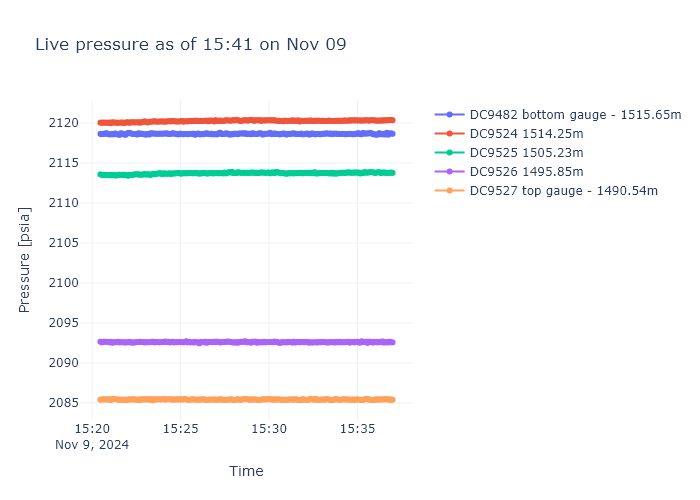 Live pressure as of 15:41 on Nov 09
Pressure [psia]
2120
2115
2110
2105
2100
2095
2090
2085
15:20
Nov 9, 2024
15:25
15:30
15:35
Time
DC9482 bottom gauge - 1515.65m
DC9524 1514.25m
DC9525 1505.23m
DC9526 1495.85m
DC9527 top gauge - 1490.54m